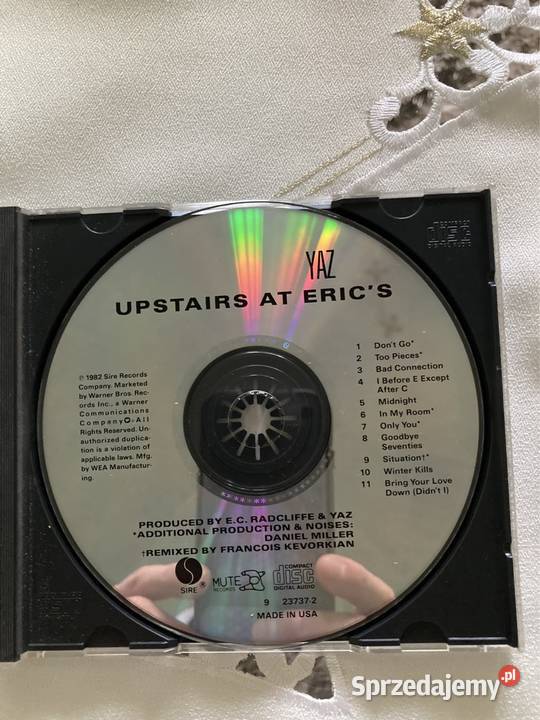 YAZ
UPSTAIRS AT ERIC'S
℗ 1982 Sire Records
Company. Marketed
by Warner Bros. Rec-
ords Inc., a Warner
Communications
Company. All
Rights Reserved. Un-
authorized duplica-
tion is a violation of
applicable laws. Mfg.
by WEA Manufactur-
ing.
1 Don't Go*
2 Too Pieces*
3 Bad Connection
4 I Before E Except
After C
5 Midnight
6 In My Room*
7 Only You*
8 Goodbye
Seventies
9 Situation†*
10 Winter Kills
11 Bring Your Love
Down (Didn't I)
PRODUCED BY E.C. RADCLIFFE & YAZ
*ADDITIONAL PRODUCTION & NOISES:
DANIEL MILLER
†REMIXED BY FRANCOIS KEVORKIAN
SIRE ®
MUTE
RECORDS
COMPACT
disc
DIGITAL AUDIO
9 23737-2
* MADE IN USA
COMPACT
disc
Sprzedajemy.pl